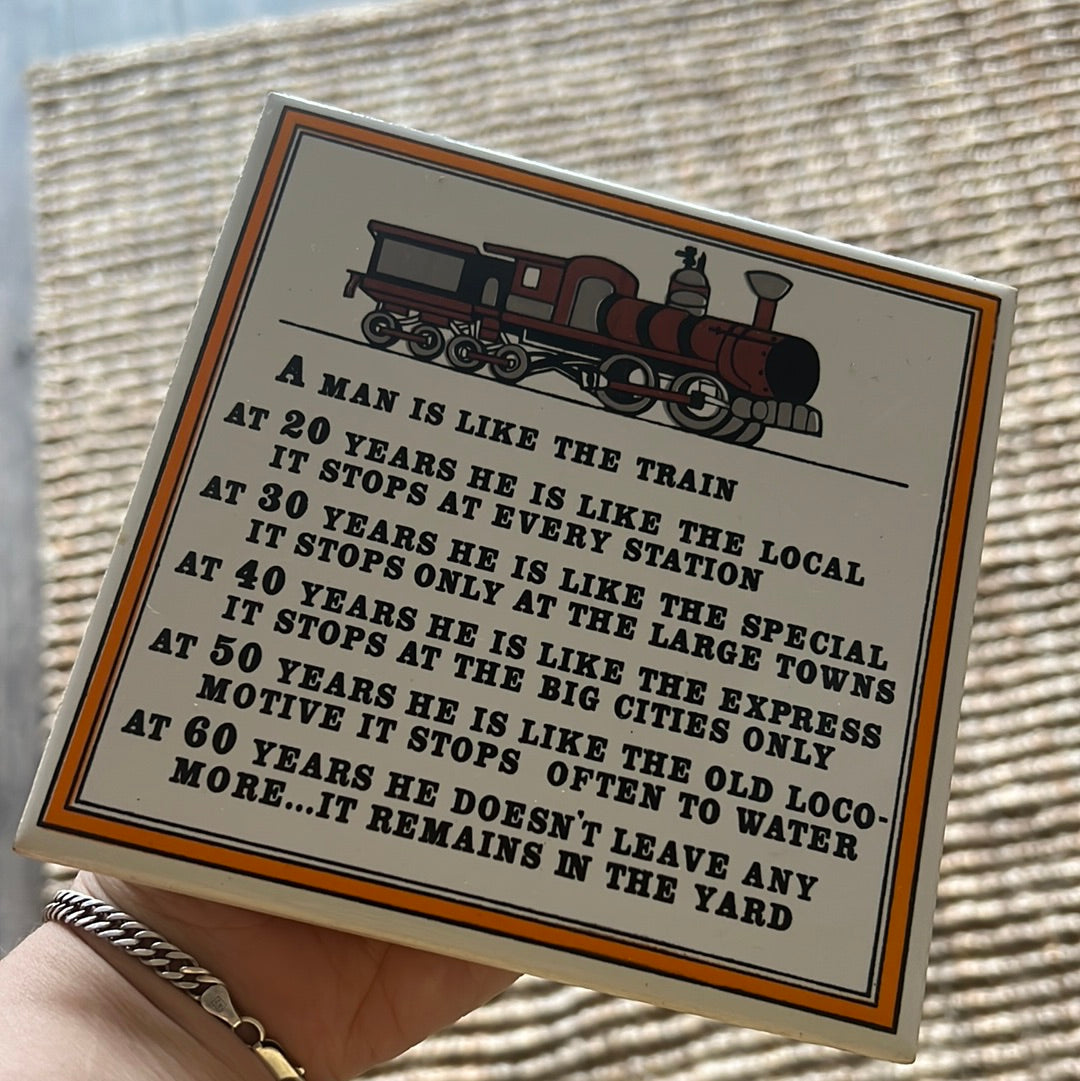 A MAN IS LIKE THE TRAIN
AT 20 YEARS HE IS LIKE THE LOCAL
IT STOPS AT EVERY STATION
AT 30 YEARS HE IS LIKE THE SPECIAL
IT STOPS ONLY AT THE LARGE TOWNS
AT 40 YEARS HE IS LIKE THE EXPRESS
IT STOPS AT THE BIG CITIES ONLY
AT 50 YEARS HE IS LIKE THE OLD LOCO-
MOTIVE IT STOPS OFTEN TO WATER
AT 60 YEARS HE DOESN'T LEAVE ANY
MORE...IT REMAINS IN THE YARD